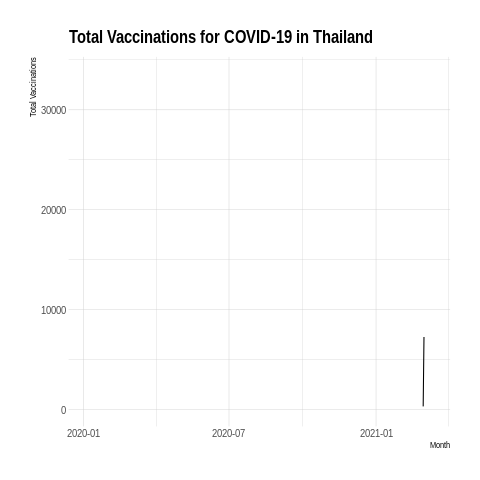 Total Vaccinations for COVID-19 in Thailand
Total Vaccinations
30000
20000
10000
0
2020-01
2020-07
2021-01
Month